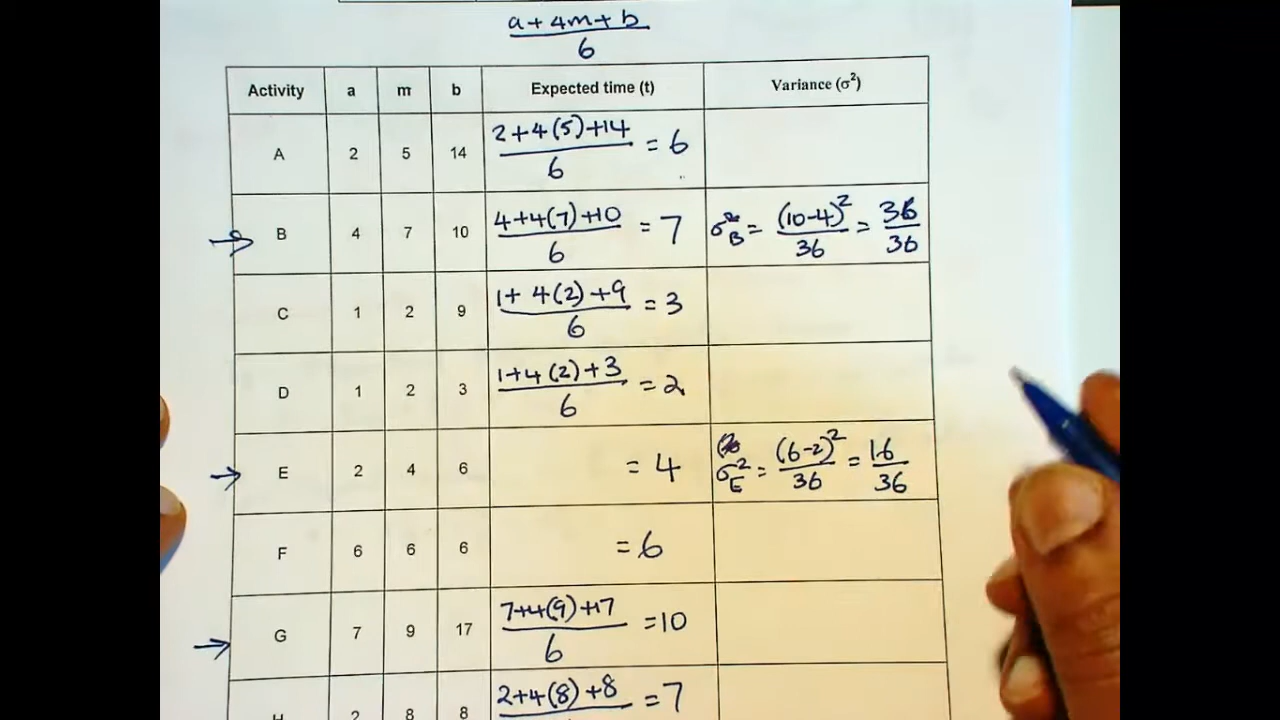 a+4m+b
6
Activity a m b Expected time (t) Variance (σ²)
A 2 5 14 2+4(5)+14 / 6 = 6
B 4 7 10 4+4(7)+10 / 6 = 7 σ²B = (10-4)² / 36 = 36 / 36
C 1 2 9 1+ 4(2)+9 / 6 = 3
D 1 2 3 1+4(2)+3 / 6 = 2
E 2 4 6 = 4 σ²E = (6-2)² / 36 = 16 / 36
F 6 6 6 = 6
G 7 9 17 7+4(9)+17 / 6 = 10
H 2 8 8 2+4(8)+8 = 7